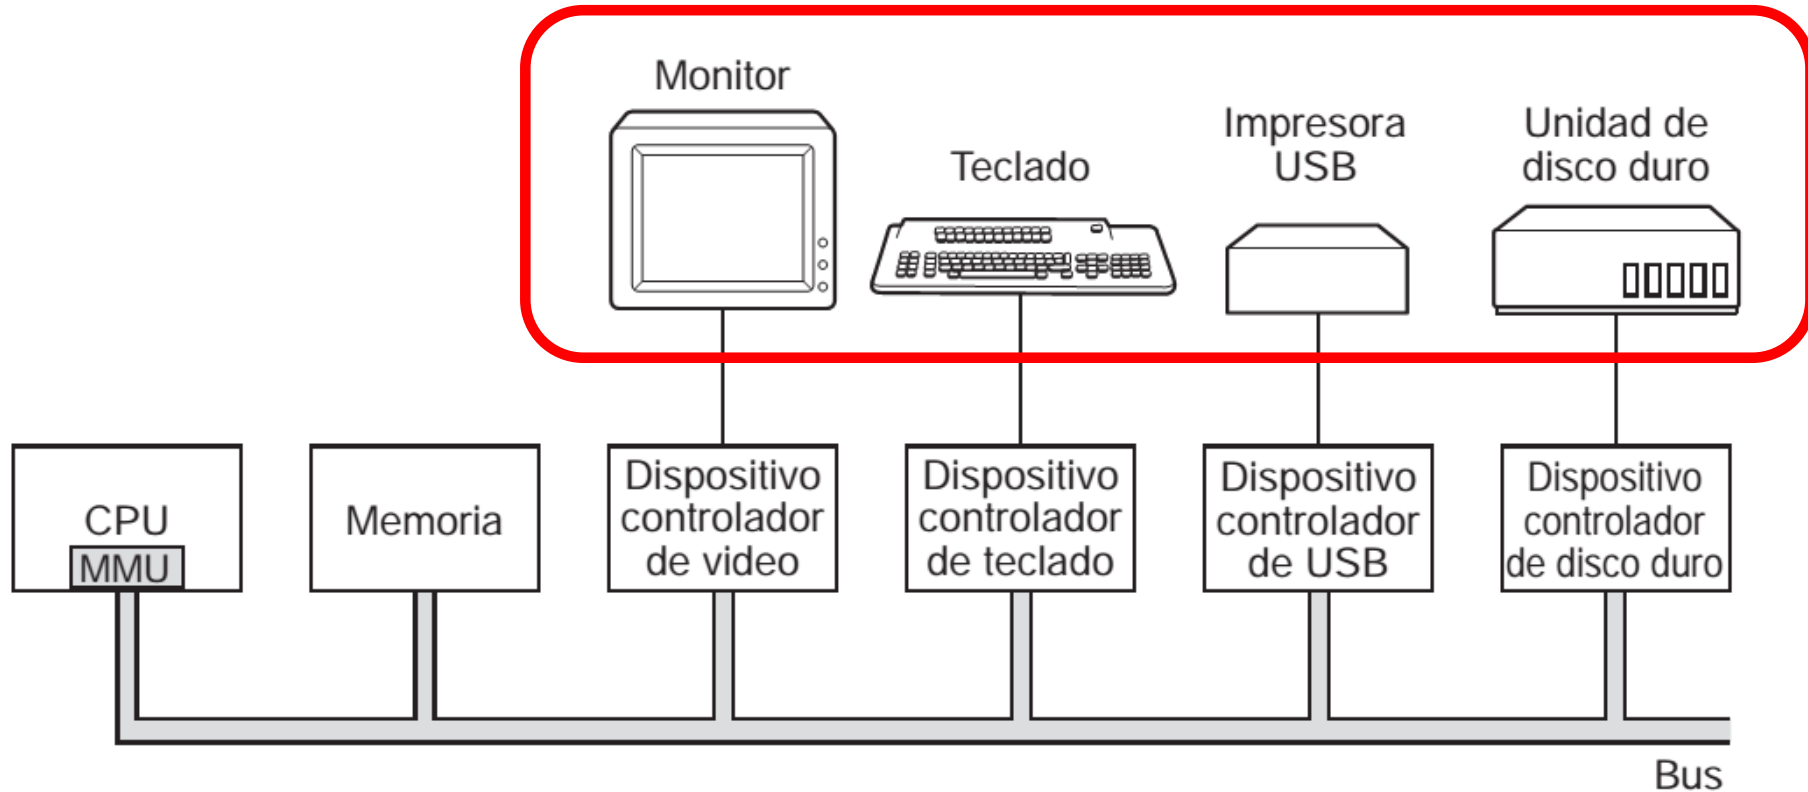 Monitor
Teclado
Impresora
USB
Unidad de
disco duro
CPU
MMU
Memoria
Dispositivo
controlador
de video
Dispositivo
controlador
de teclado
Dispositivo
controlador
de USB
Dispositivo
controlador
de disco duro
Bus